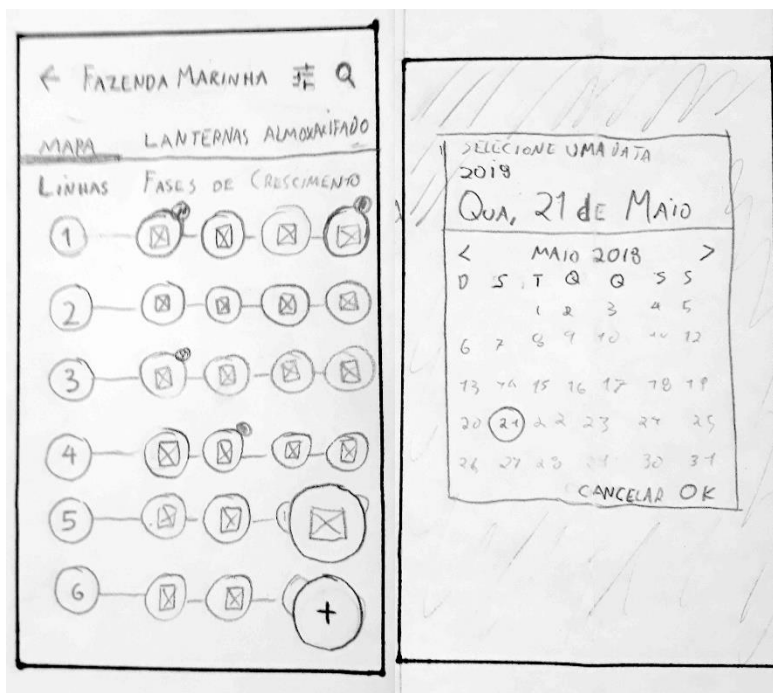 ← FAZENDA MARINHA
MAPA LANTERNAS ALMOXARIFADO
LINHAS FASES DE CRESCIMENTO
1
2
3
4
5
6
+
SELECIONE UMA DATA
2018
QUA, 21 de MAIO
< MAIO 2018 >
D S T Q Q S S
1 2 3 4 5
6 7 8 9 10 11 12
13 14 15 16 17 18 19
20 21 22 23 24 25
26 27 28 29 30 31
CANCELAR OK